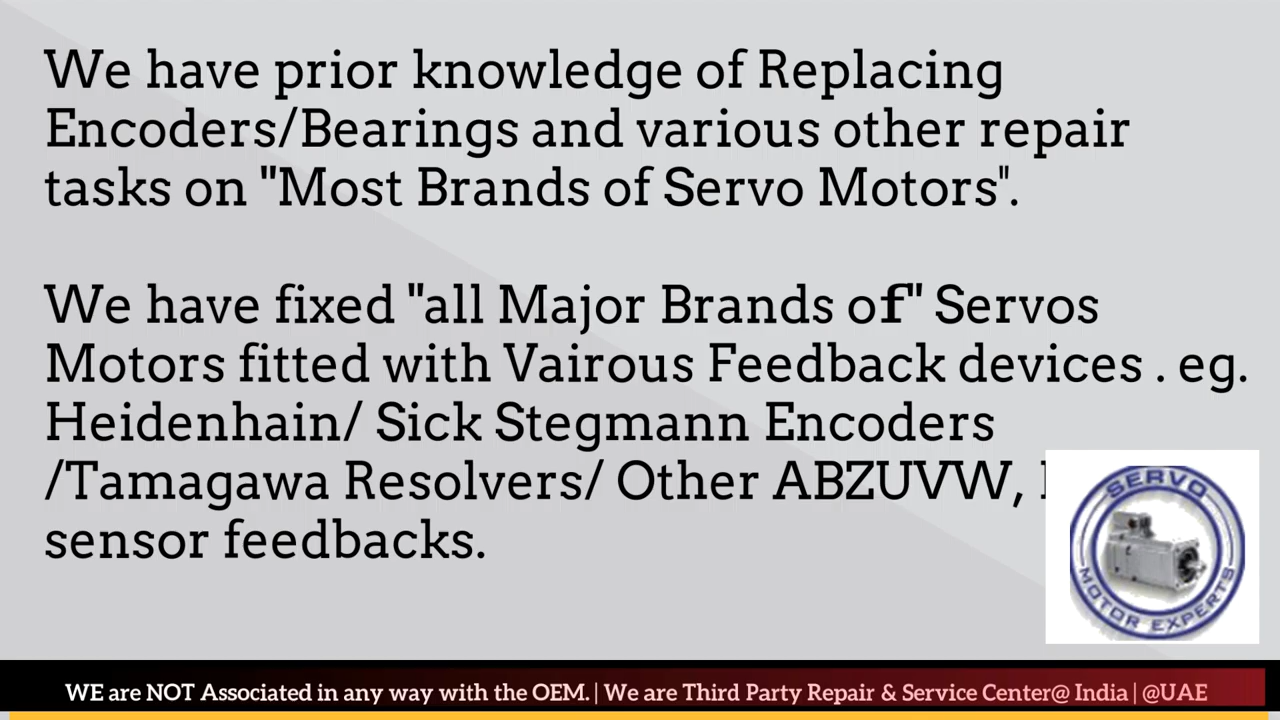 We have prior knowledge of Replacing
Encoders/Bearings and various other repair
tasks on "Most Brands of Servo Motors".
We have fixed "all Major Brands of" Servos
Motors fitted with Vairous Feedback devices . eg.
Heidenhain/ Sick Stegmann Encoders
/Tamagawa Resolvers/ Other ABZUVW,
sensor feedbacks.
SERVO
MOTOR EXPERTS
WE are NOT Associated in any way with the OEM. | We are Third Party Repair & Service Center@ India | @UAE